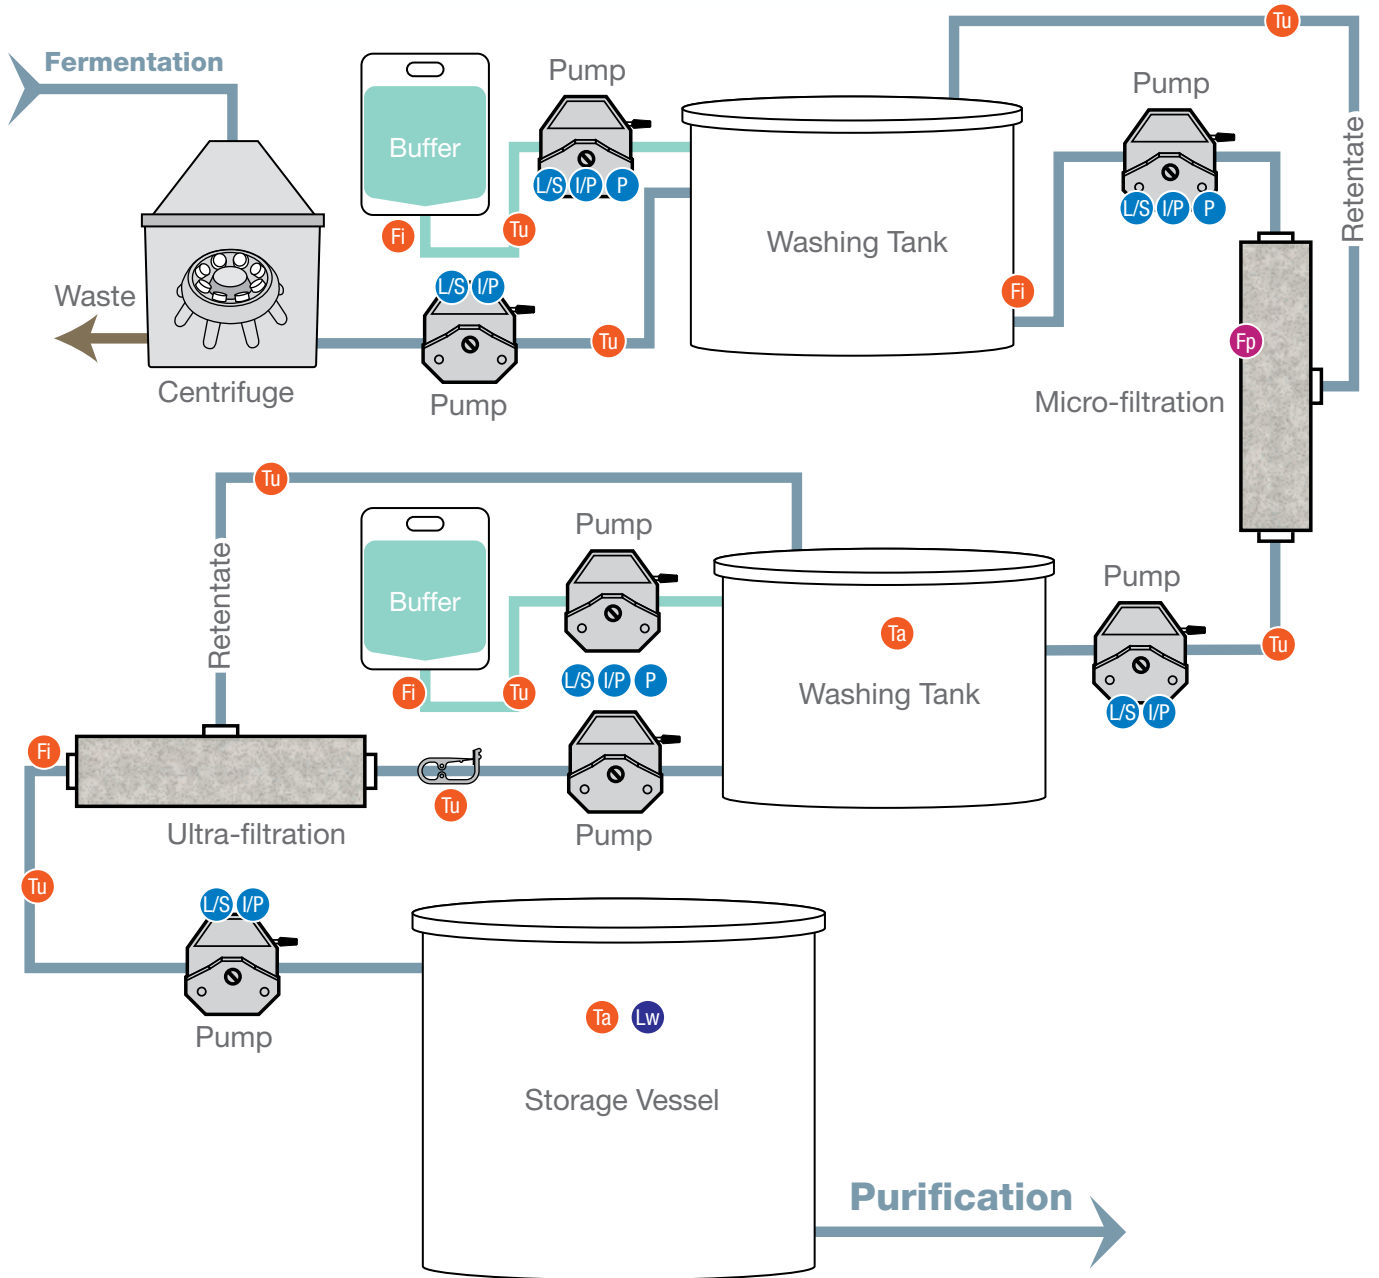 Fermentation
Pump
Tu
Pump
Buffer
L/S I/P P
Fi
Tu
Washing Tank
L/S I/P P
Retentate
Waste
L/S I/P
Tu
Fi
Fp
Centrifuge
Pump
Micro-filtration
Tu
Retentate
Pump
Buffer
Pump
Ta
Tu
L/S I/P P
Fi
Tu
Washing Tank
L/S I/P
Fi
Tu
Ultra-filtration
Pump
Tu
L/S I/P
Pump
Ta Lw
Storage Vessel
Purification